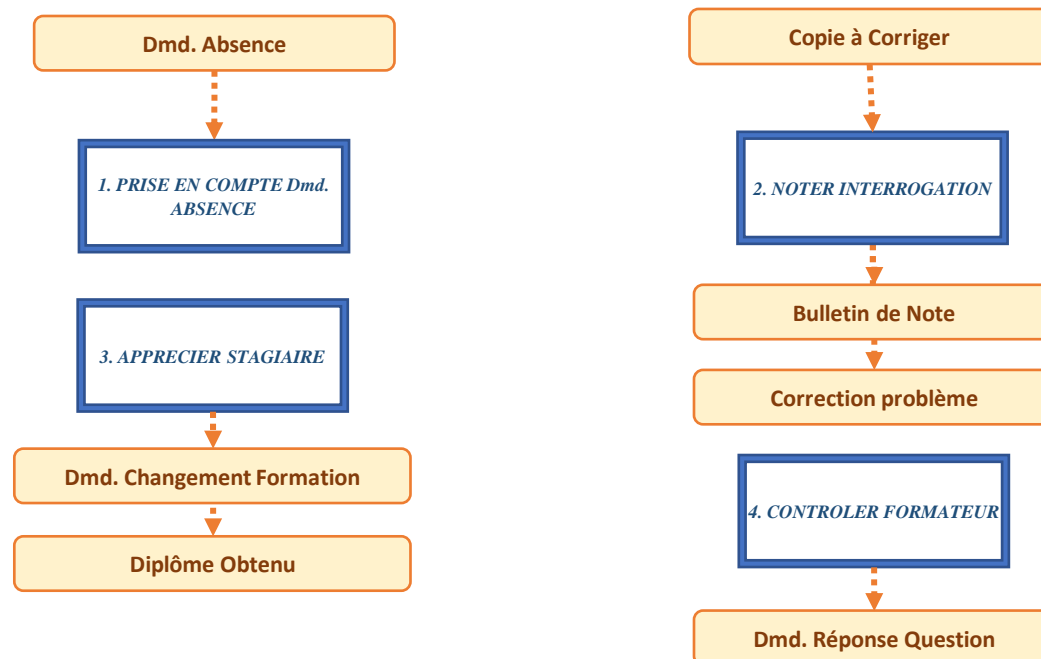 Dmd. Absence
Copie à Corriger
1. PRISE EN COMPTE Dmd.
ABSENCE
2. NOTER INTERROGATION
Bulletin de Note
3. APPRECIER STAGIAIRE
Correction problème
Dmd. Changement Formation
4. CONTROLER FORMATEUR
Diplôme Obtenu
Dmd. Réponse Question